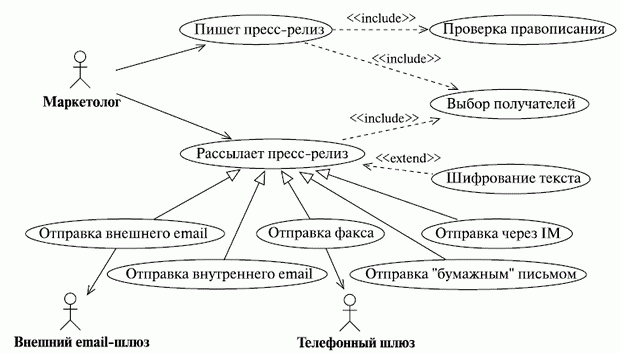 Пишет пресс-релиз
<<include>>
Проверка правописания
<<include>>
Маркетолог
Выбор получателей
<<include>>
Рассылает пресс-релиз
<<extend>>
Шифрование текста
Отправка внешнего email
Отправка факса
Отправка через IM
Отправка внутреннего email
Отправка "бумажным" письмом
Внешний email-шлюз
Телефонный шлюз